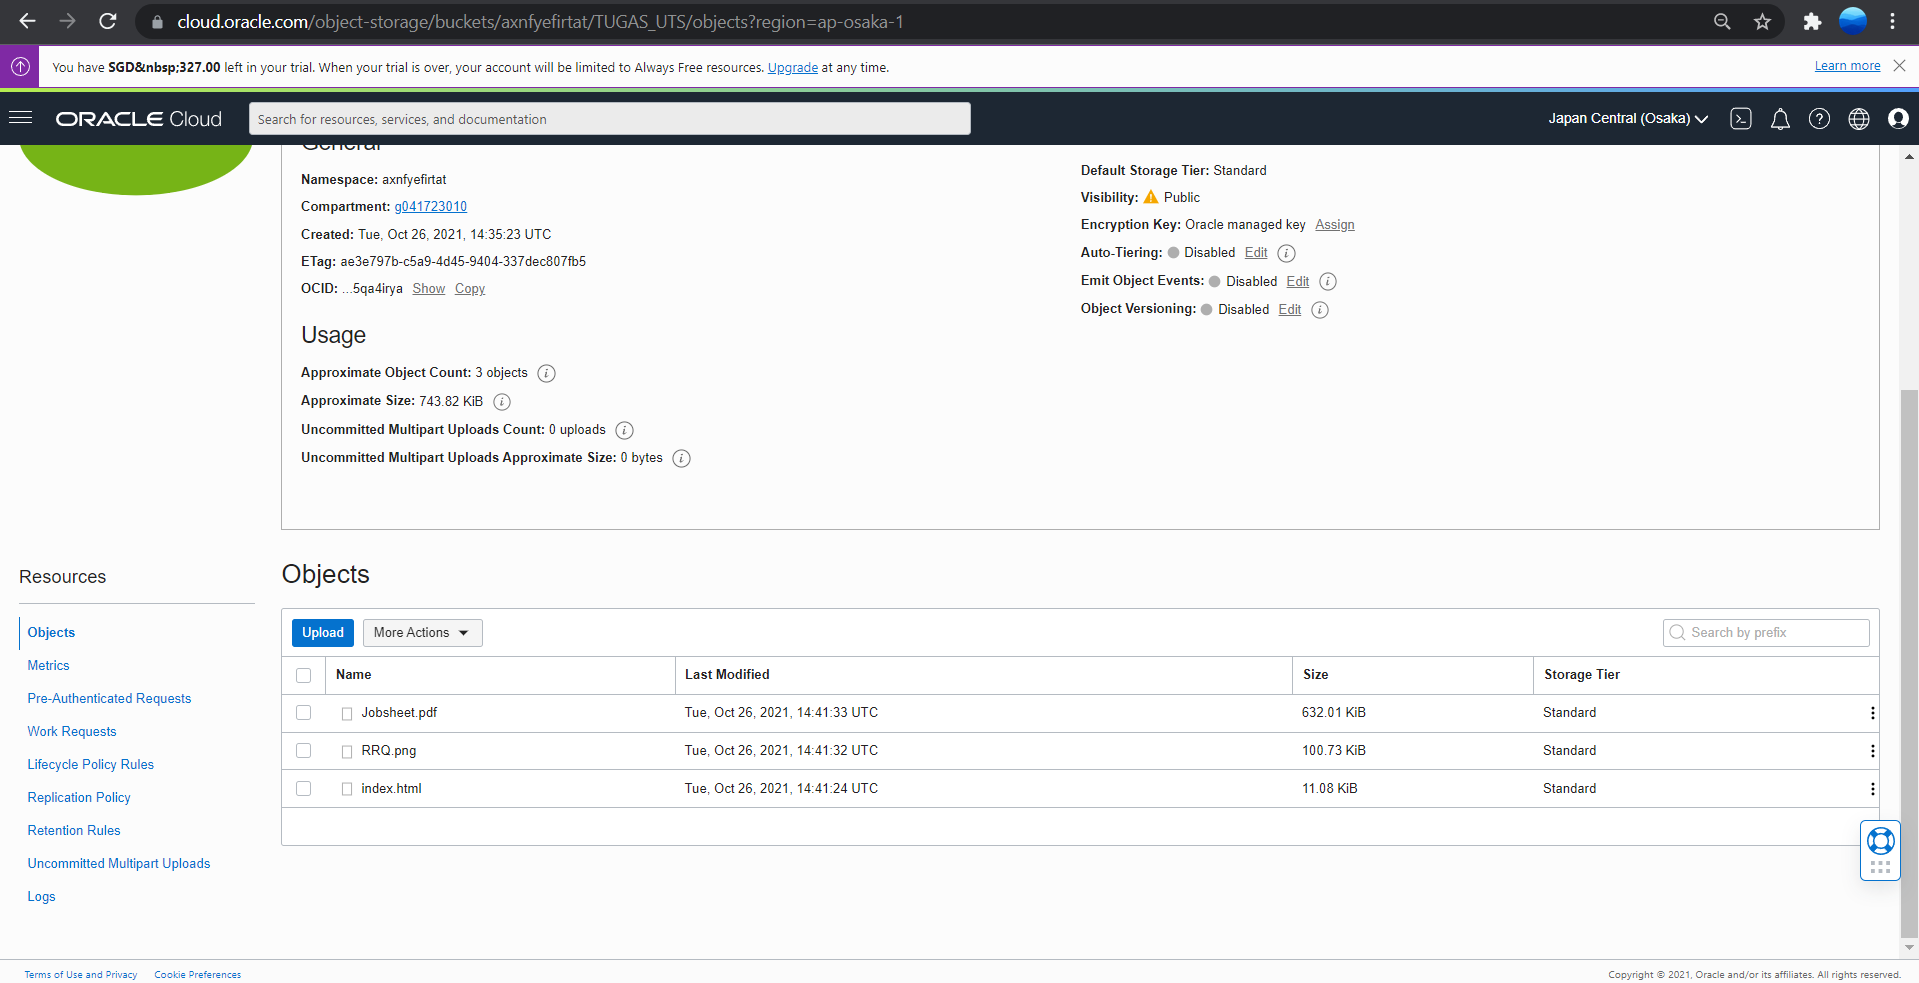 cloud.oracle.com/object-storage/buckets/axnfyefirtat/TUGAS_UTS/objects?region=ap-osaka-1
You have SGD&nbsp;327.00 left in your trial. When your trial is over, your account will be limited to Always Free resources. Upgrade at any time.
Learn more
ORACLE Cloud
Search for resources, services, and documentation
Japan Central (Osaka)
General
Namespace: axnfyefirtat
Compartment: g041723010
Created: Tue, Oct 26, 2021, 14:35:23 UTC
ETag: ae3e797b-c5a9-4d45-9404-337dec807fb5
OCID: ...5qa4irya Show Copy
Default Storage Tier: Standard
Visibility: Public
Encryption Key: Oracle managed key Assign
Auto-Tiering: Disabled Edit
Emit Object Events: Disabled Edit
Object Versioning: Disabled Edit
Usage
Approximate Object Count: 3 objects
Approximate Size: 743.82 KiB
Uncommitted Multipart Uploads Count: 0 uploads
Uncommitted Multipart Uploads Approximate Size: 0 bytes
Resources
Objects
Metrics
Pre-Authenticated Requests
Work Requests
Lifecycle Policy Rules
Replication Policy
Retention Rules
Uncommitted Multipart Uploads
Logs
Objects
Upload More Actions
Search by prefix
Name Last Modified Size Storage Tier
Jobsheet.pdf Tue, Oct 26, 2021, 14:41:33 UTC 632.01 KiB Standard
RRQ.png Tue, Oct 26, 2021, 14:41:32 UTC 100.73 KiB Standard
index.html Tue, Oct 26, 2021, 14:41:24 UTC 11.08 KiB Standard
Terms of Use and Privacy Cookie Preferences
Copyright © 2021, Oracle and/or its affiliates. All rights reserved.